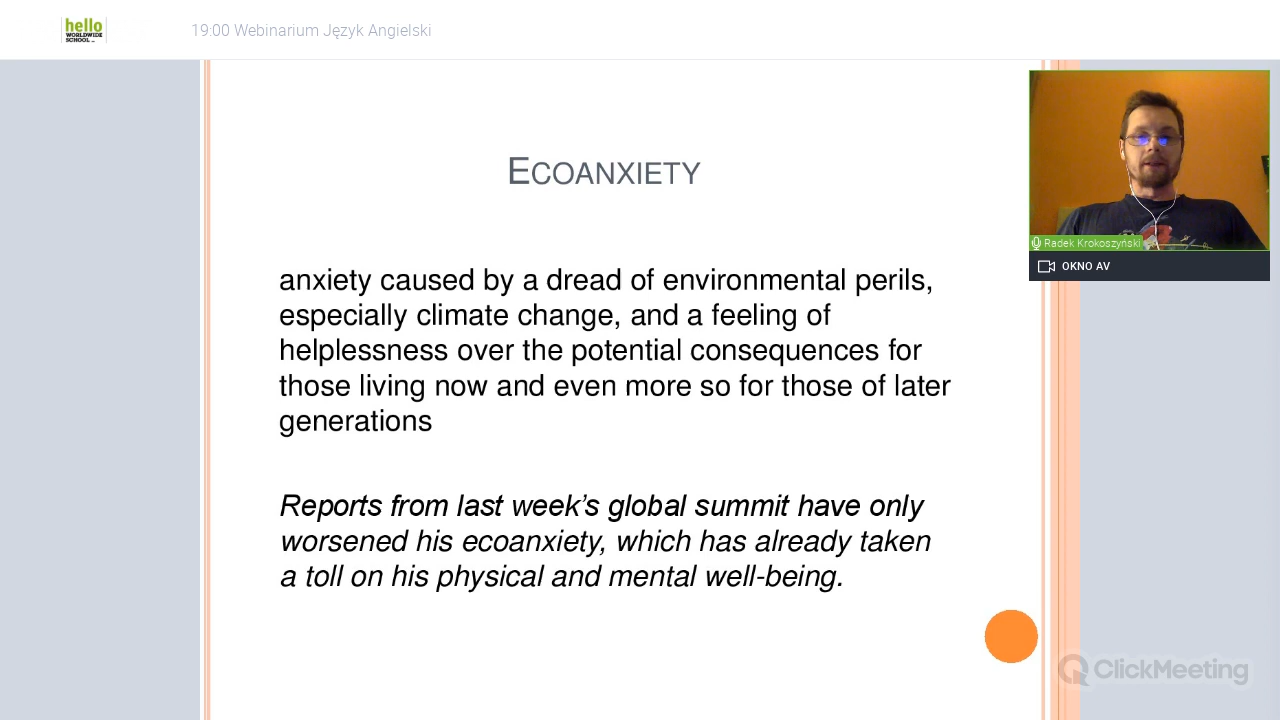 hello
WORLDWIDE
SCHOOL
19:00 Webinarium Język Angielski
ECOANXIETY
anxiety caused by a dread of environmental perils,
especially climate change, and a feeling of
helplessness over the potential consequences for
those living now and even more so for those of later
generations
Reports from last week's global summit have only
worsened his ecoanxiety, which has already taken
a toll on his physical and mental well-being.
Radek Krokoszyński
OKNO AV
ClickMeeting